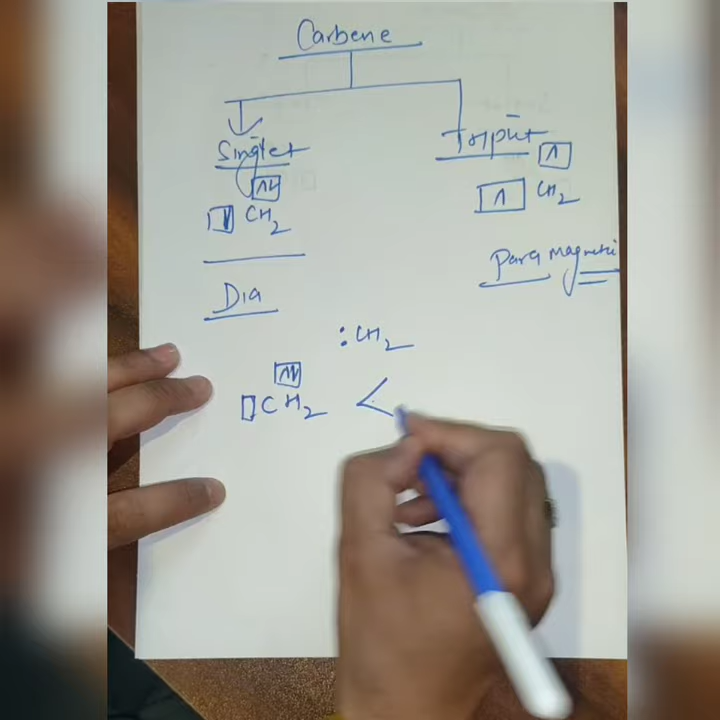 Carbene
Singlet
CH2
Dia
Triplet
CH2
Para magneti
:CH2
CH2 <